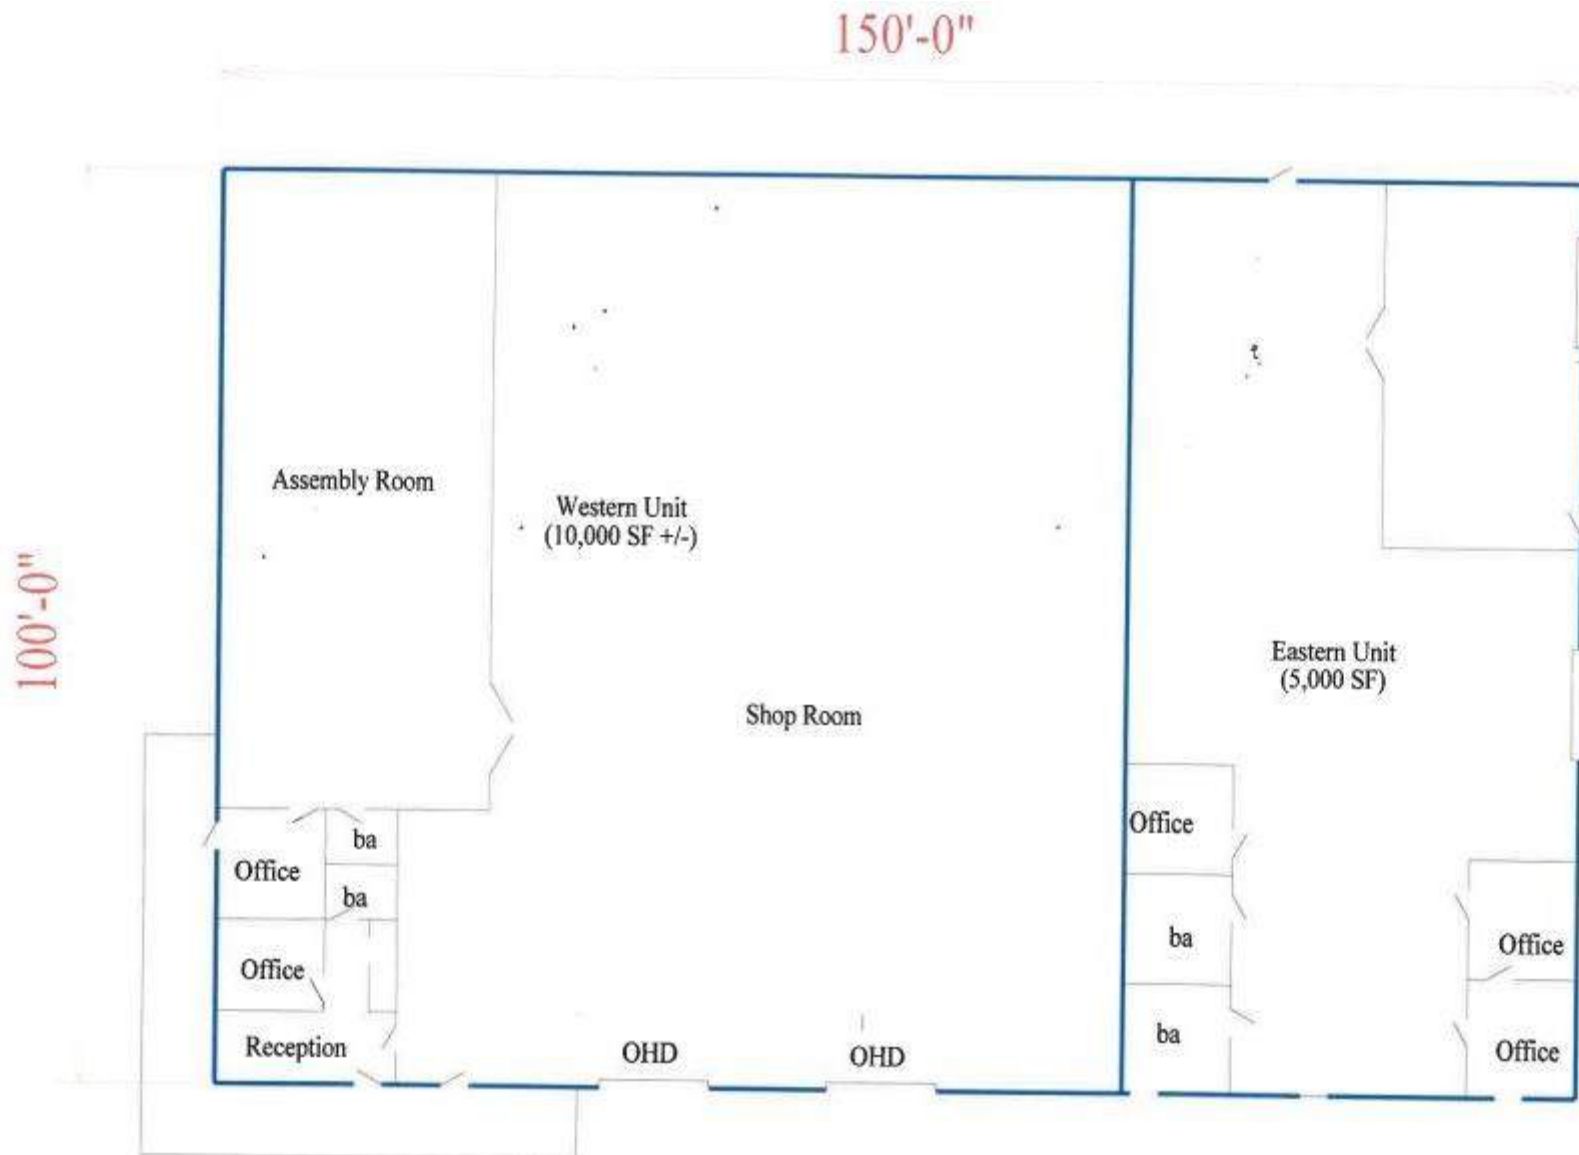 150'-0"
100'-0"
Assembly Room
Western Unit
(10,000 SF +/-)
Shop Room
Eastern Unit
(5,000 SF)
Office
ba
ba
Office
Reception
OHD
OHD
Office
ba
ba
Office
Office